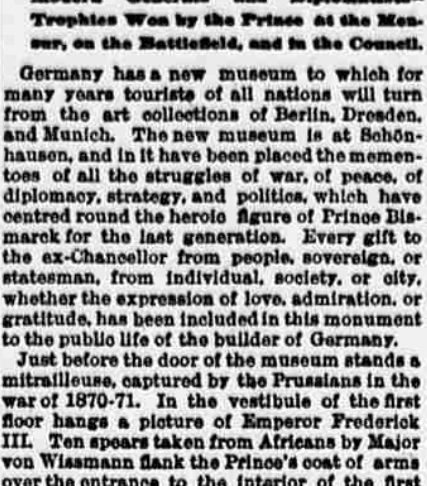 Modern Generals and Diplomatists—
Trophies Won by the Prince at the Men-
sur, on the Battlefield, and in the Council.
Germany has a new museum to which for
many years tourists of all nations will turn
from the art collections of Berlin, Dresden,
and Munich. The new museum is at Schön-
hausen, and in it have been placed the memen-
toes of all the struggles of war, of peace, of
diplomacy, strategy, and politics, which have
centred round the heroic figure of Prince Bis-
marck for the last generation. Every gift to
the ex-Chancellor from people, sovereign, or
statesman, from individual, society, or city,
whether the expression of love, admiration, or
gratitude, has been included in this monument
to the public life of the builder of Germany.
Just before the door of the museum stands a
mitrailleuse, captured by the Prussians in the
war of 1870-71. In the vestibule of the first
floor hangs a picture of Emperor Frederick
III. Ten spears taken from Africans by Major
von Wissmann flank the Prince's coat of arms
over the entrance to the interior of the first